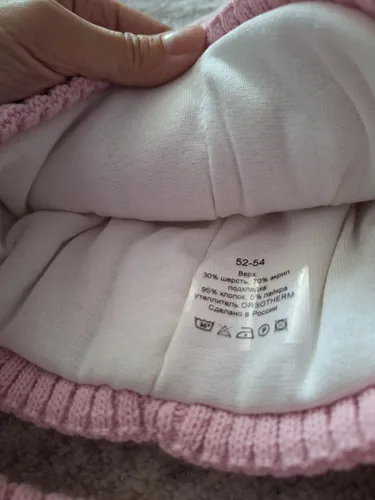 52-54
Верх:
30% шерсть, 70% акрил
подкладка:
95% хлопок, 5% лайкра
утеплитель:ORSOTHERM
Сделано в России